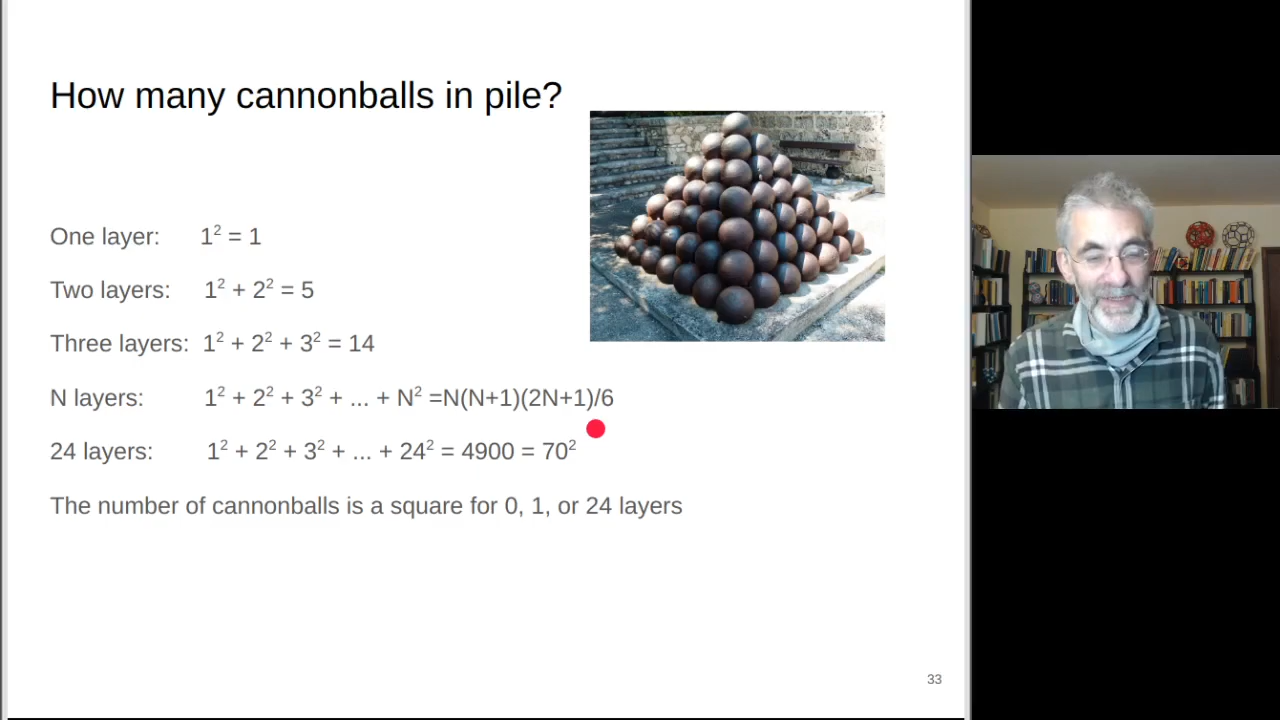 How many cannonballs in pile?
One layer: 1² = 1
Two layers: 1² + 2² = 5
Three layers: 1² + 2² + 3² = 14
N layers: 1² + 2² + 3² + ... + N² =N(N+1)(2N+1)/6
24 layers: 1² + 2² + 3² + ... + 24² = 4900 = 70²
The number of cannonballs is a square for 0, 1, or 24 layers
33